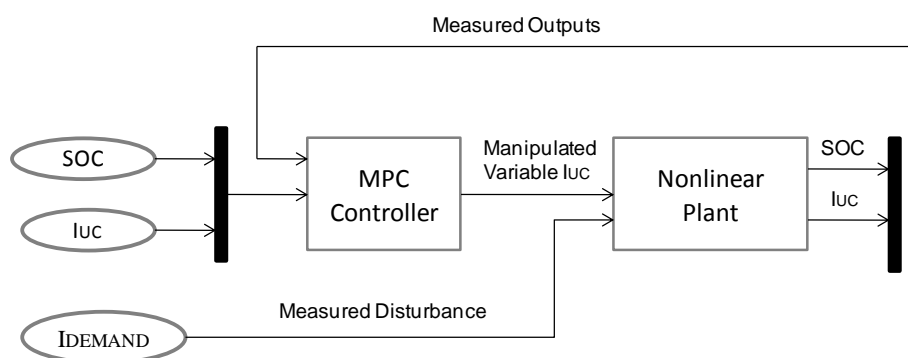 Measured Outputs
SOC
IUC
MPC
Controller
Manipulated
Variable IUC
Nonlinear
Plant
SOC
IUC
Measured Disturbance
IDEMAND